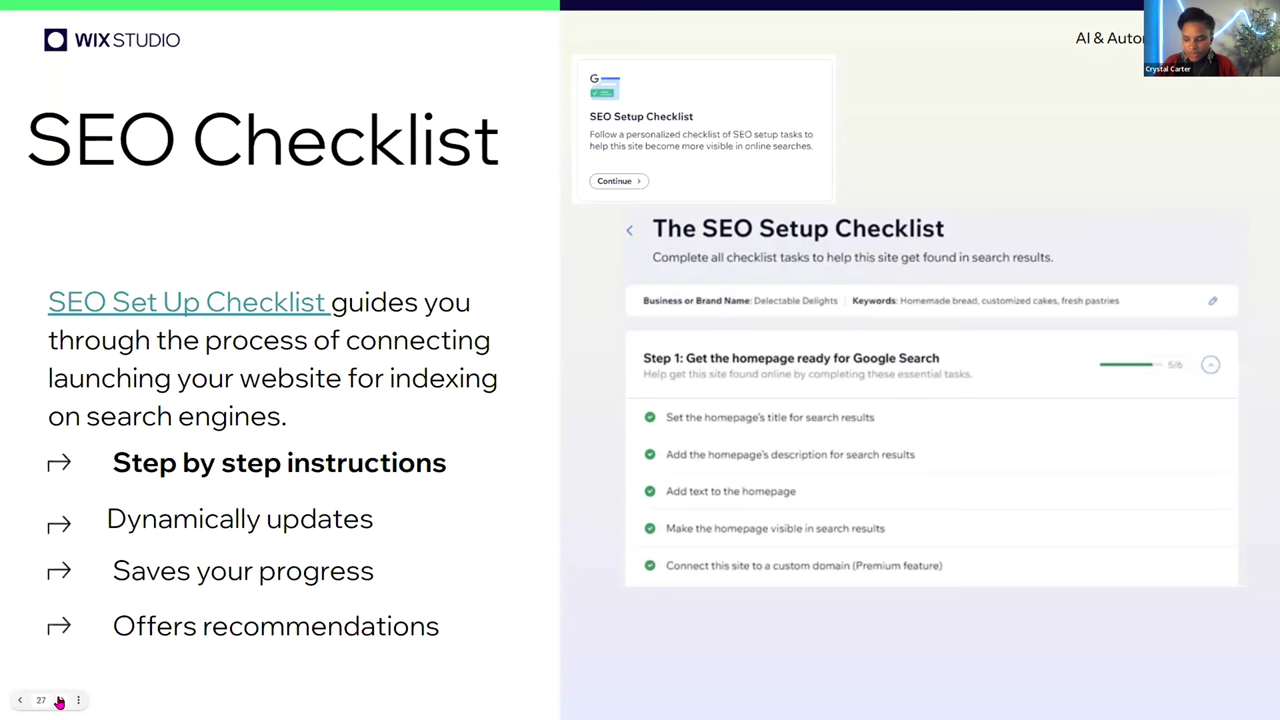 WIX STUDIO
AI & Autom
Crystal Carter
SEO Checklist
SEO Set Up Checklist guides you
through the process of connecting
launching your website for indexing
on search engines.
Step by step instructions
Dynamically updates
Saves your progress
Offers recommendations
G
SEO Setup Checklist
Follow a personalized checklist of SEO setup tasks to
help this site become more visible in online searches.
Continue >
The SEO Setup Checklist
Complete all checklist tasks to help this site get found in search results.
Business or Brand Name: Delectable Delights | Keywords: Homemade bread, customized cakes, fresh pastries
Step 1: Get the homepage ready for Google Search
5/6
Help get this site found online by completing these essential tasks.
Set the homepage's title for search results
Add the homepage's description for search results
Add text to the homepage
Make the homepage visible in search results
Connect this site to a custom domain (Premium feature)
27